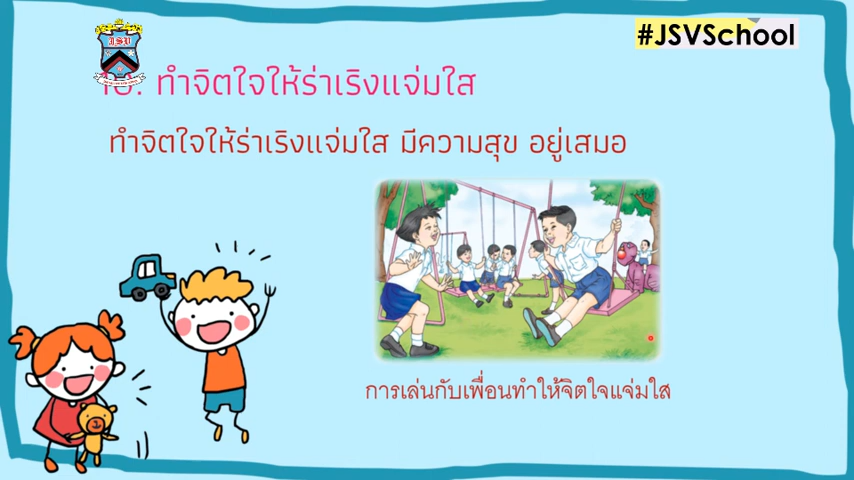 #JSVSchool
JSV
10. ทำจิตใจให้ร่าเริงแจ่มใส
ทำจิตใจให้ร่าเริงแจ่มใส มีความสุข อยู่เสมอ
การเล่นกับเพื่อนทำให้จิตใจแจ่มใส